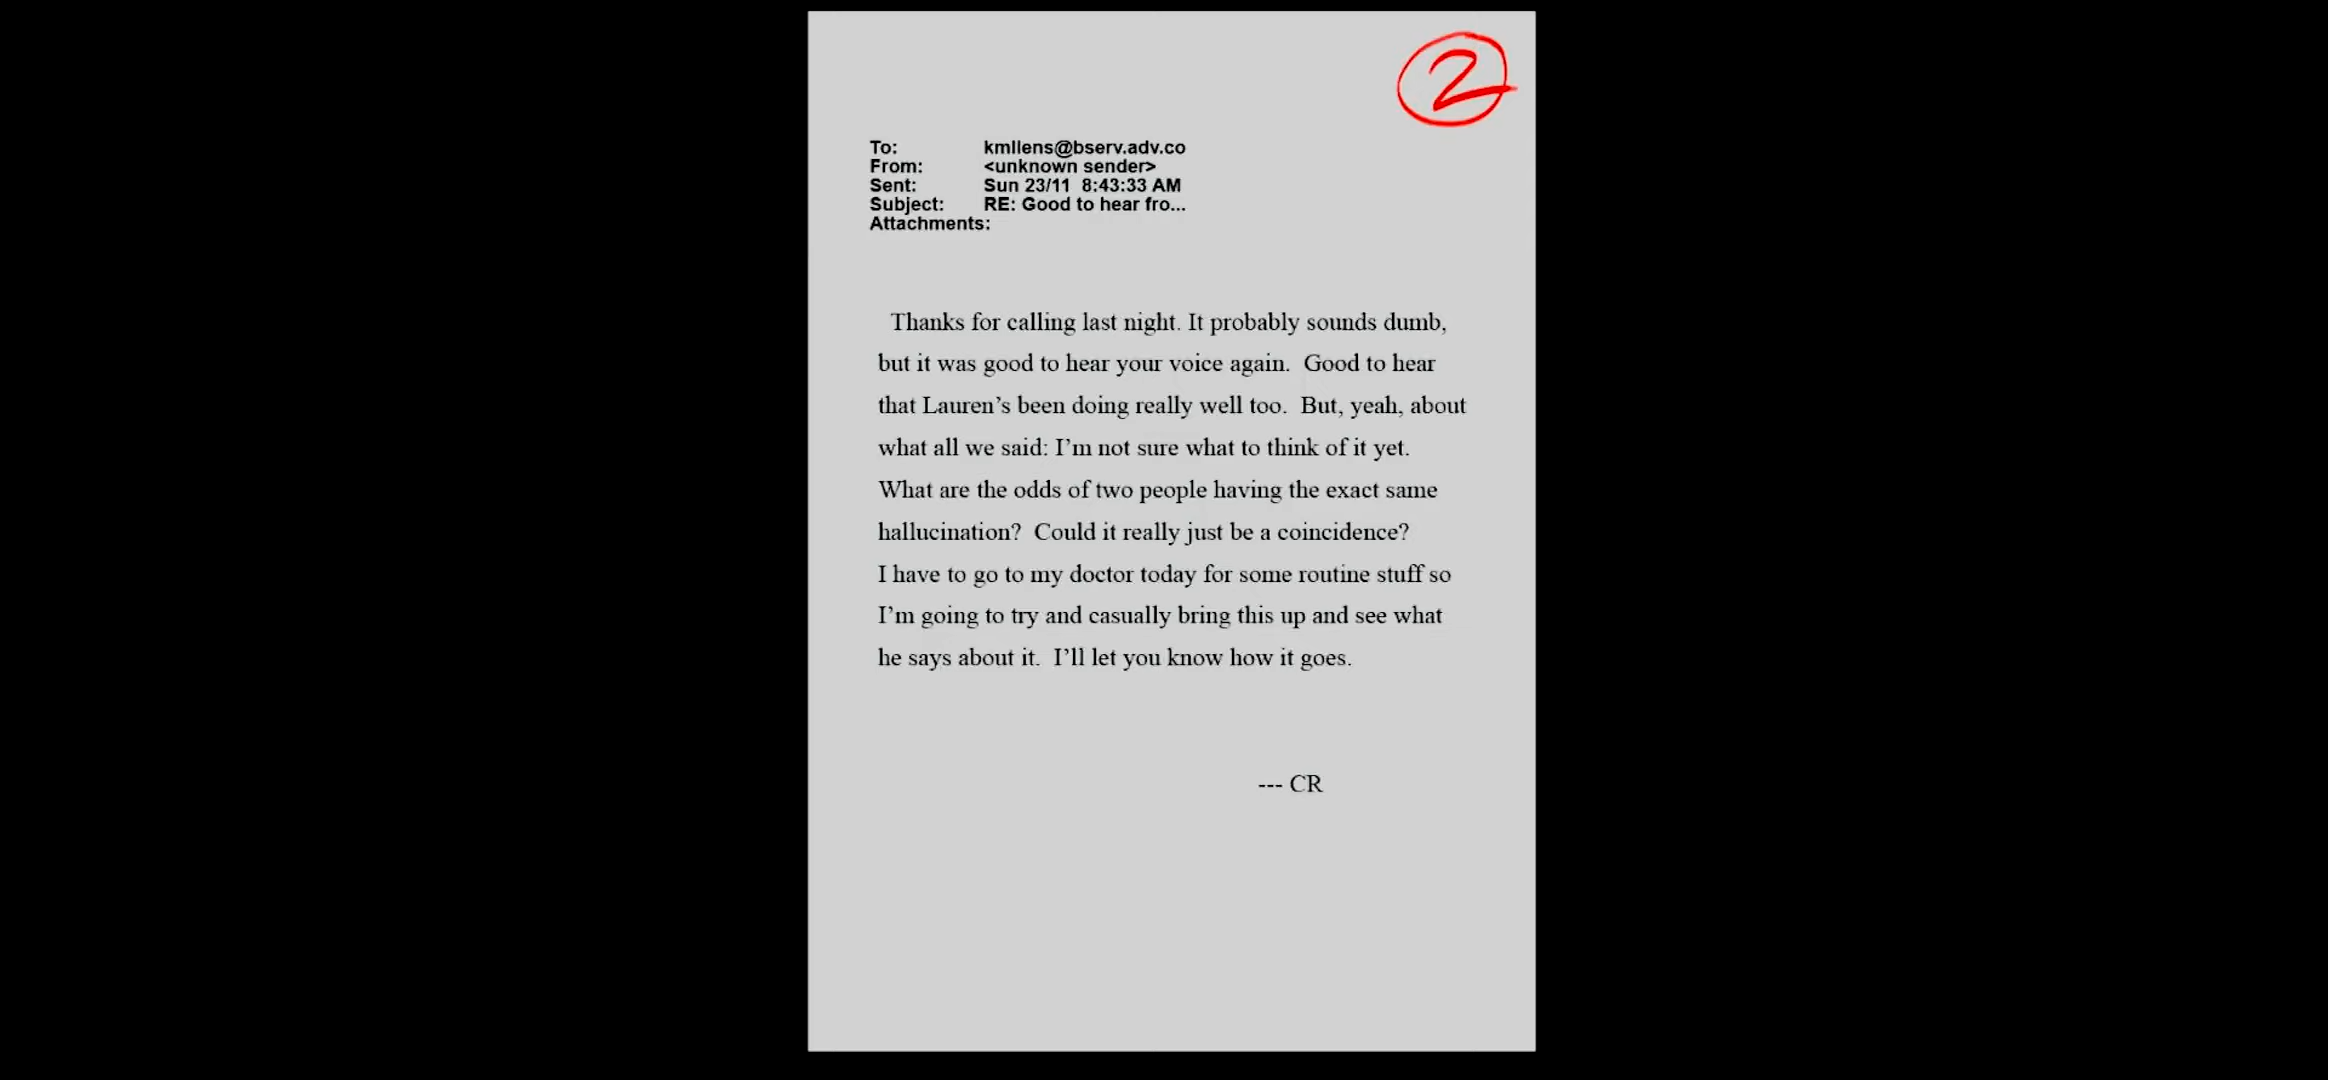 2
To: kmllens@bserv.adv.co
From: <unknown sender>
Sent: Sun 23/11 8:43:33 AM
Subject: RE: Good to hear fro...
Attachments:
Thanks for calling last night. It probably sounds dumb,
but it was good to hear your voice again. Good to hear
that Lauren’s been doing really well too. But, yeah, about
what all we said: I’m not sure what to think of it yet.
What are the odds of two people having the exact same
hallucination? Could it really just be a coincidence?
I have to go to my doctor today for some routine stuff so
I’m going to try and casually bring this up and see what
he says about it. I’ll let you know how it goes.
--- CR